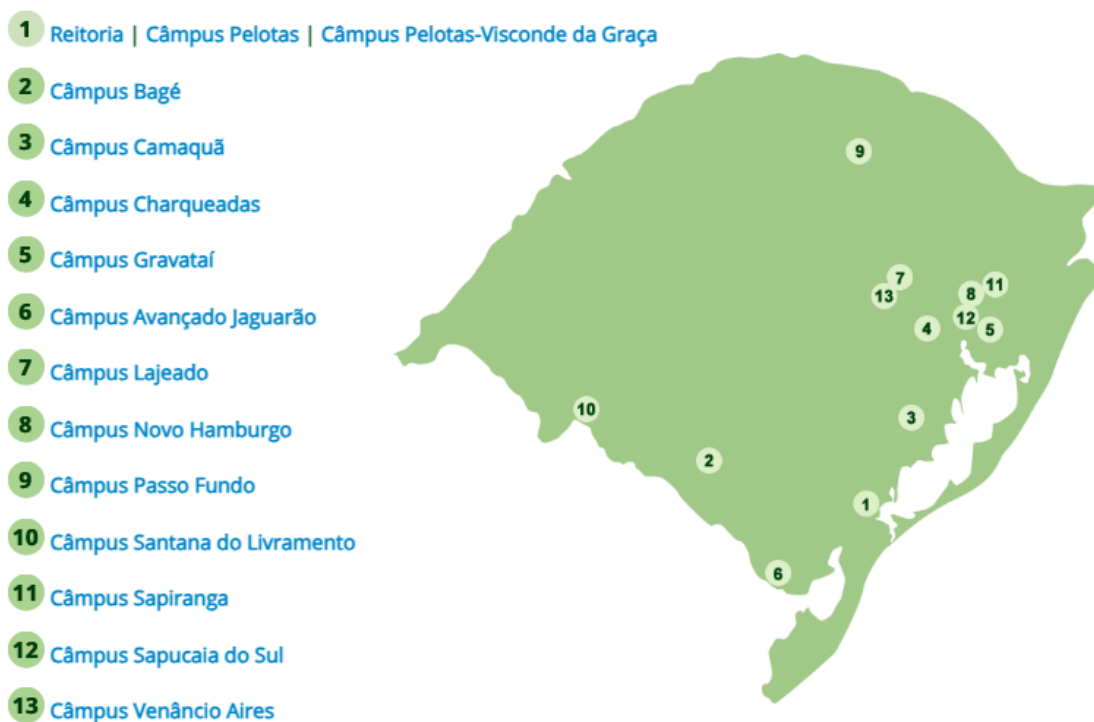 1 Reitoria | Câmpus Pelotas | Câmpus Pelotas-Visconde da Graça
2 Câmpus Bagé
3 Câmpus Camaquã
4 Câmpus Charqueadas
5 Câmpus Gravataí
6 Câmpus Avançado Jaguarão
7 Câmpus Lajeado
8 Câmpus Novo Hamburgo
9 Câmpus Passo Fundo
10 Câmpus Santana do Livramento
11 Câmpus Sapiranga
12 Câmpus Sapucaia do Sul
13 Câmpus Venâncio Aires
9
7
11
13
8
12
4
5
10
3
2
1
6